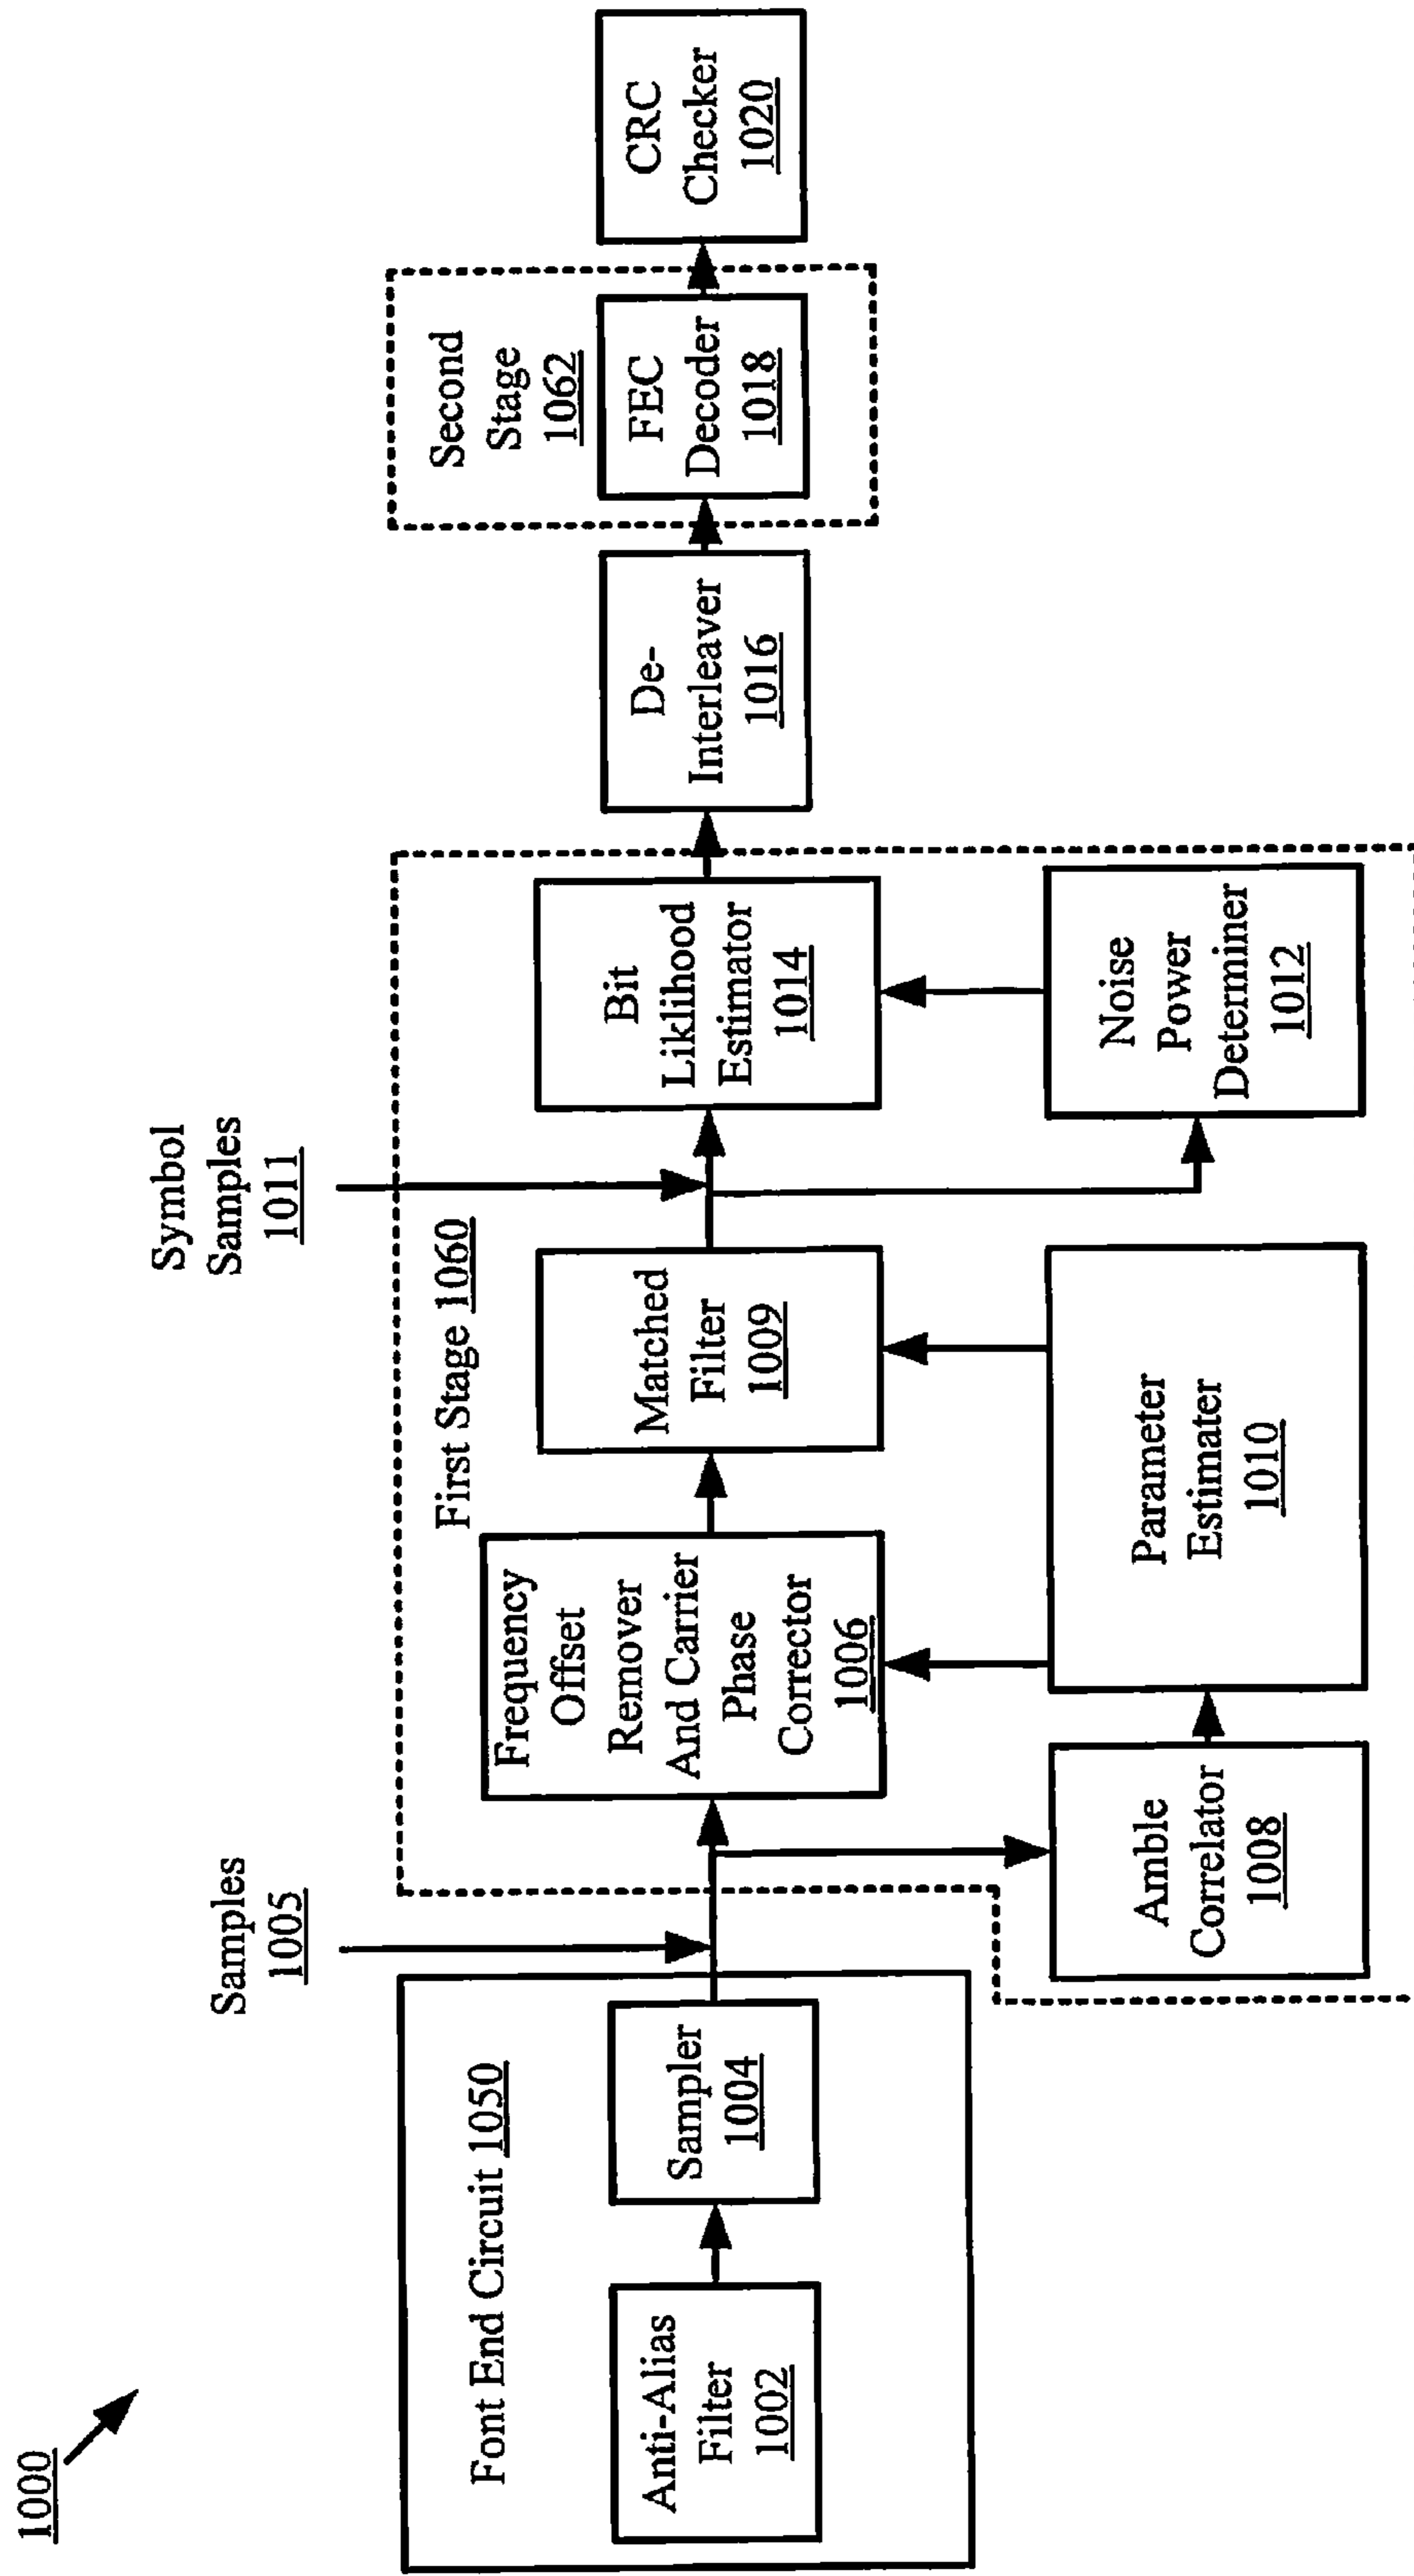 1000
Font End Circuit 1050
Anti-Alias
Filter
1002
Sampler
1004
Samples
1005
First Stage 1060
Frequency
Offset
Remover
And Carrier
Phase
Corrector
1006
Amble
Correlator
1008
Parameter
Estimater
1010
Matched
Filter
1009
Symbol
Samples
1011
Bit
Liklihood
Estimator
1014
Noise
Power
Determiner
1012
De-
Interleaver
1016
Second
Stage
1062
FEC
Decoder
1018
CRC
Checker
1020